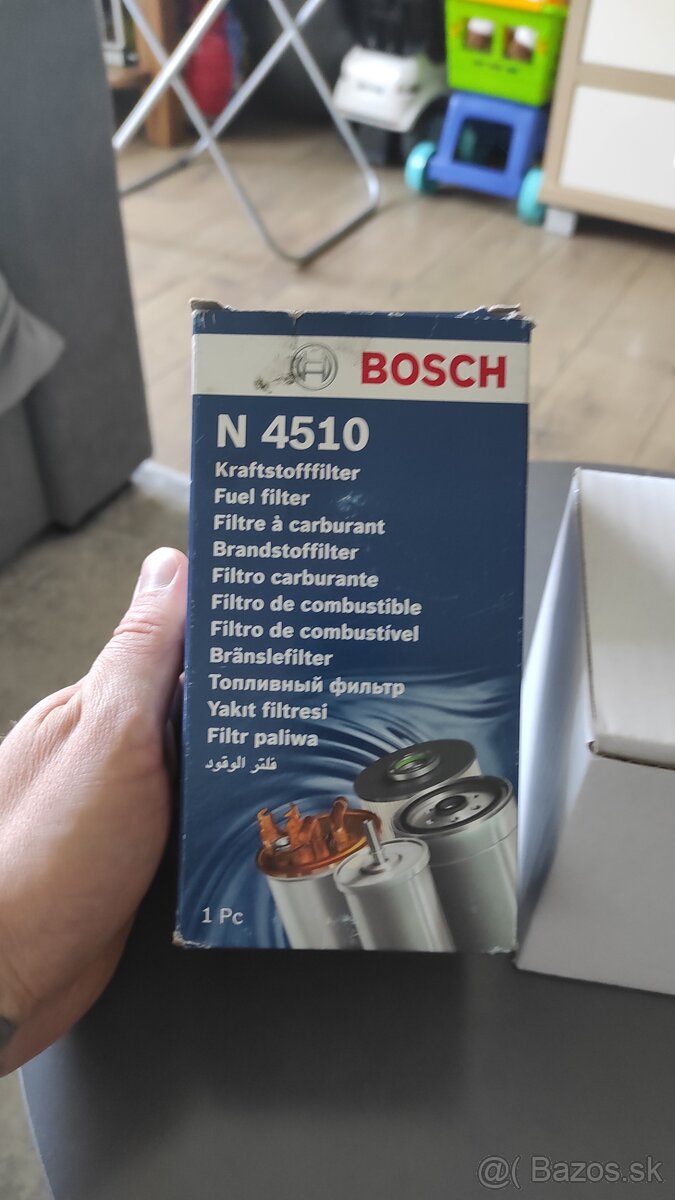 BOSCH
N 4510
Kraftstofffilter
Fuel filter
Filtre à carburant
Brandstoffilter
Filtro carburante
Filtro de combustible
Filtro de combustível
Bränslefilter
Топливный фильтр
Yakıt filtresi
Filtr paliwa
فلتر الوقود
1 Pc
@( Bazos.sk